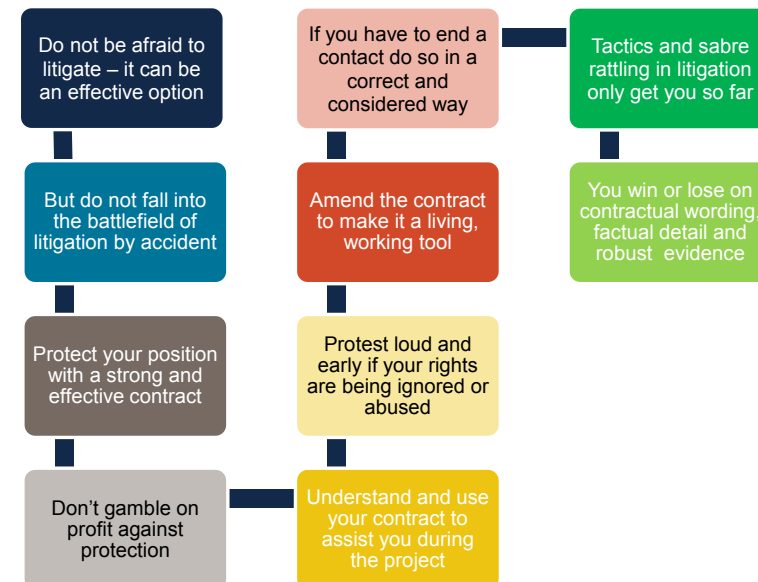 Do not be afraid to
litigate – it can be
an effective option
But do not fall into
the battlefield of
litigation by accident
Protect your position
with a strong and
effective contract
Don’t gamble on
profit against
protection
Understand and use
your contract to
assist you during
the project
Protest loud and
early if your rights
are being ignored or
abused
Amend the contract
to make it a living,
working tool
If you have to end a
contact do so in a
correct and
considered way
Tactics and sabre
rattling in litigation
only get you so far
You win or lose on
contractual wording,
factual detail and
robust evidence